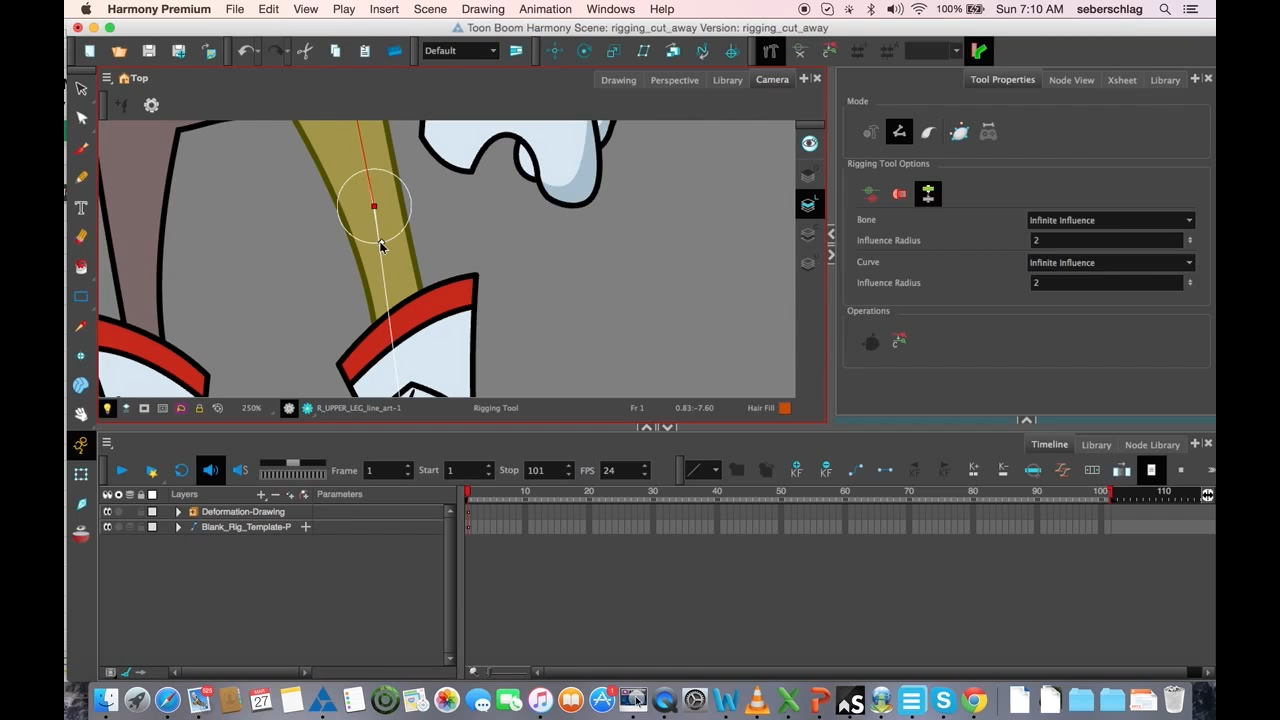 Harmony Premium File Edit View Play Insert Scene Drawing Animation Windows Help 100% Sun 7:10 AM seberschlag
Toon Boom Harmony Scene: rigging_cut_away Version: rigging_cut_away
Default
Top Drawing Perspective Library Camera
Tool Properties Node View Xsheet Library
Mode
Rigging Tool Options
Bone Infinite Influence
Influence Radius 2
Curve Infinite Influence
Influence Radius 2
Operations
250% R_UPPER_LEG_line_art-1 Rigging Tool Fr 1 0.83:-7.60 Hair Fill
Timeline Library Node Library
Frame 1 Start 1 Stop 101 FPS 24
Layers Parameters 10 20 30 40 50 60 70 80 90 100 110
Deformation-Drawing
Blank_Rig_Template-P